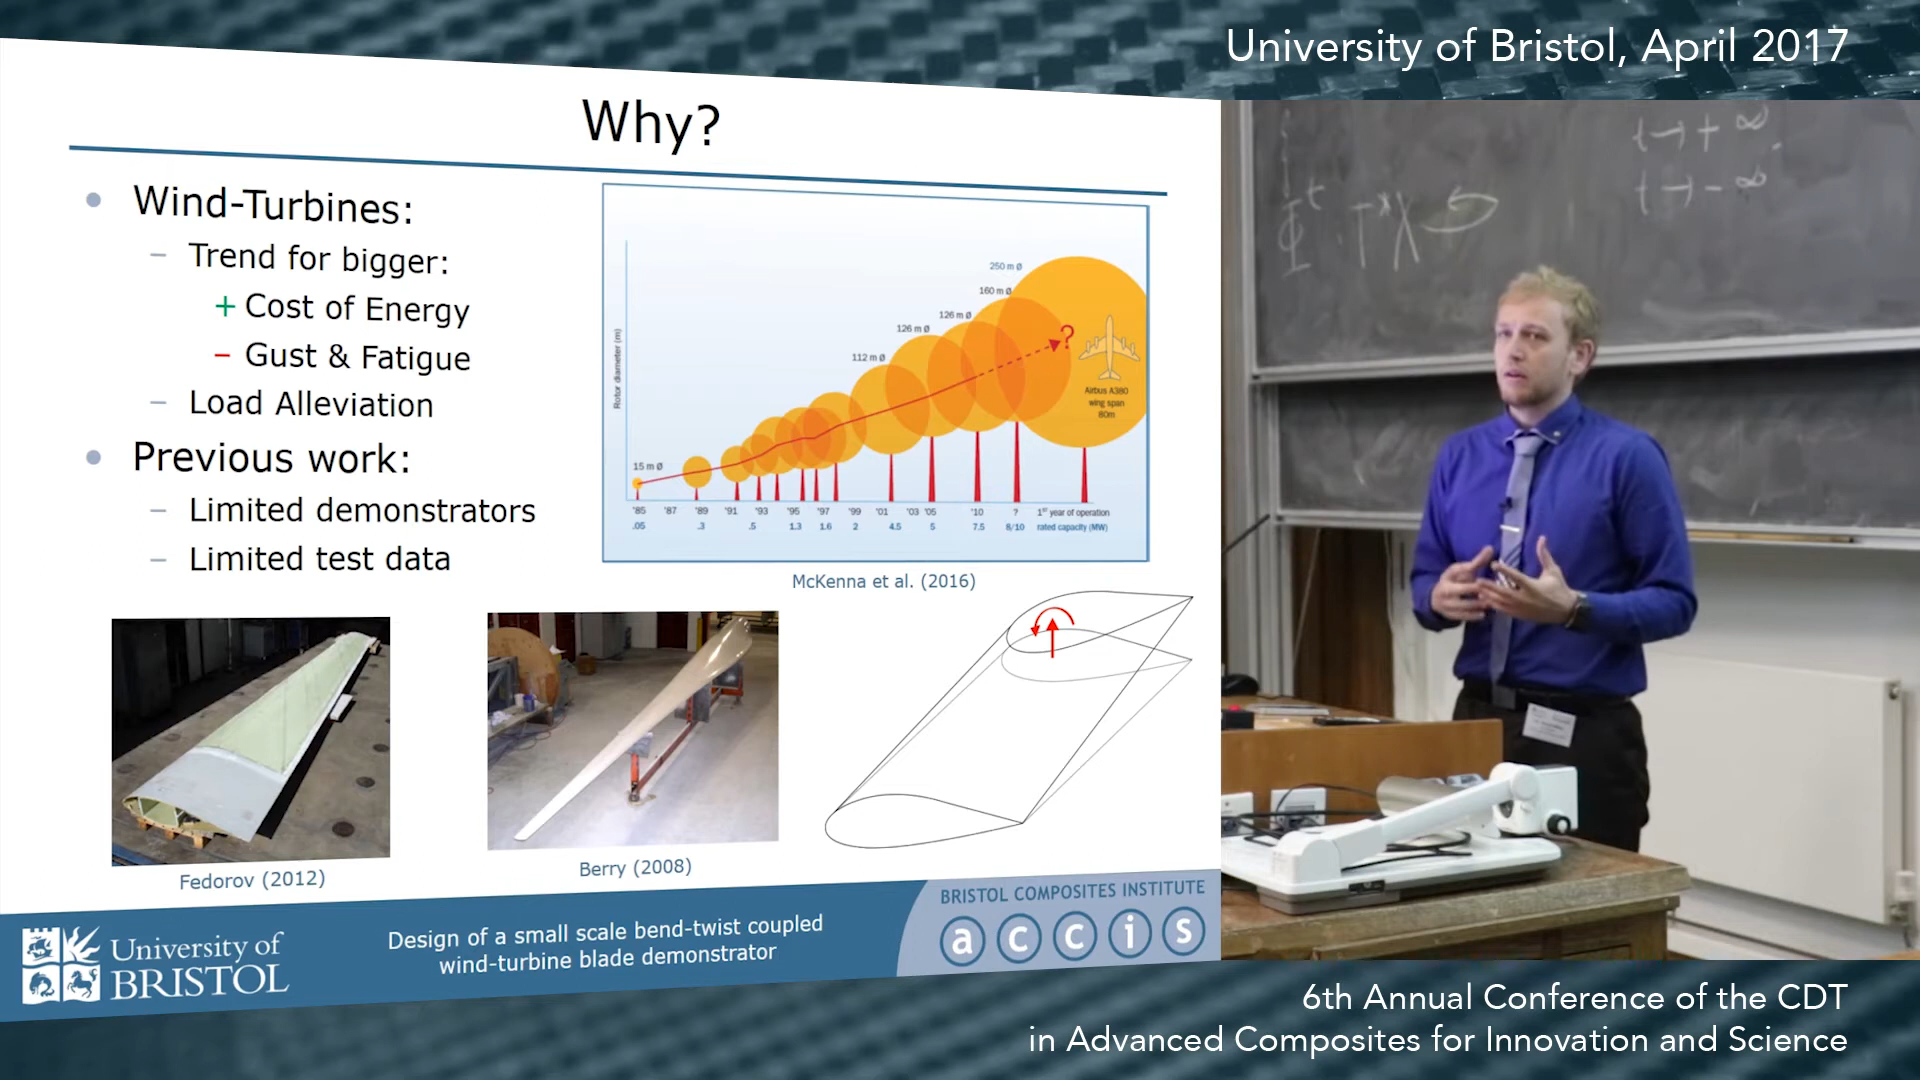 University of Bristol, April 2017
Why?
Wind-Turbines:
– Trend for bigger:
+ Cost of Energy
– Gust & Fatigue
– Load Alleviation
Previous work:
– Limited demonstrators
– Limited test data
Rotor diameter (m)
15 m ø
112 m ø
126 m ø
126 m ø
160 m ø
250 m ø
?
Airbus A380
wing span
80m
'85 '87 '89 '91 '93 '95 '97 '99 '01 '03 '05 '10 ? 1st year of operation
.05 .3 .5 1.3 1.6 2 4.5 5 7.5 8/10 rated capacity (MW)
McKenna et al. (2016)
Fedorov (2012)
Berry (2008)
University of
BRISTOL
Design of a small scale bend-twist coupled
wind-turbine blade demonstrator
BRISTOL COMPOSITES INSTITUTE
accis
t → + ∞
t → - ∞
Φt T*X
6th Annual Conference of the CDT
in Advanced Composites for Innovation and Science